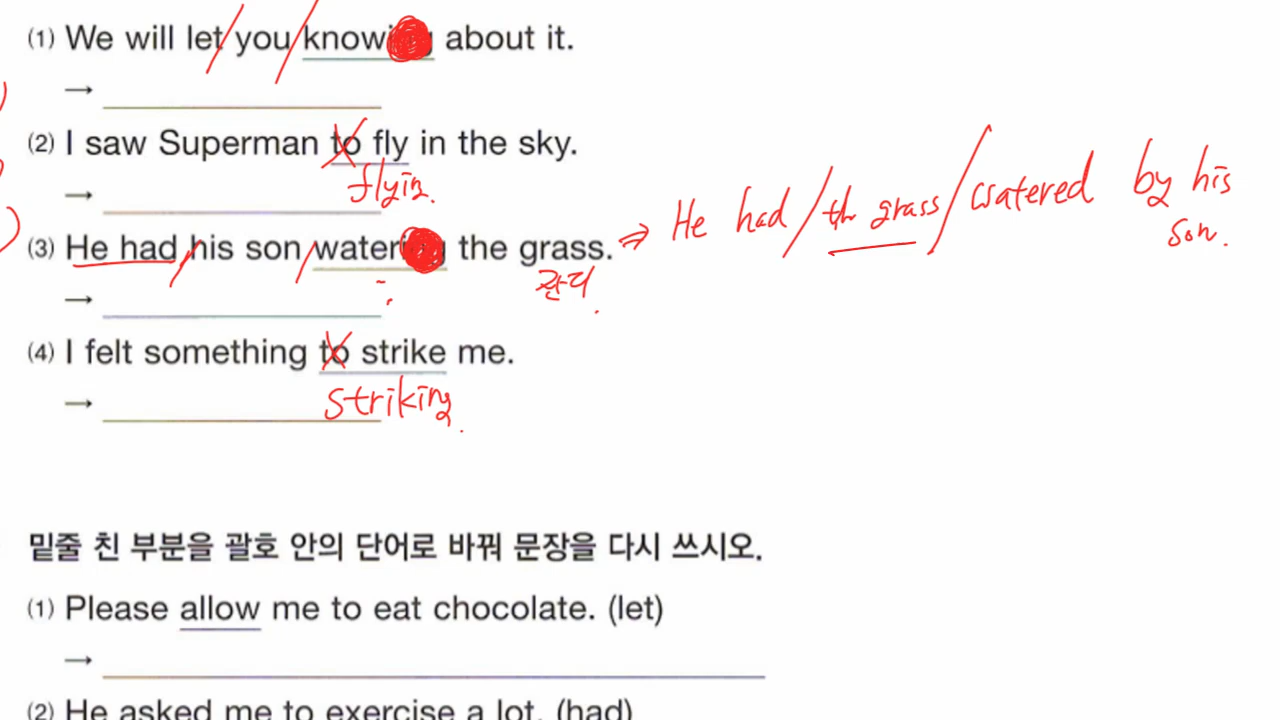 (1) We will let/you/know about it.
→
(2) I saw Superman to fly in the sky.
→ flying.
(3) He had/his son/water the grass. ⇒ He had/the grass/watered by his son.
→ 잔디.
(4) I felt something to strike me.
→ striking.
밑줄 친 부분을 괄호 안의 단어로 바꿔 문장을 다시 쓰시오.
(1) Please allow me to eat chocolate. (let)
→
(2) He asked me to exercise a lot. (had)